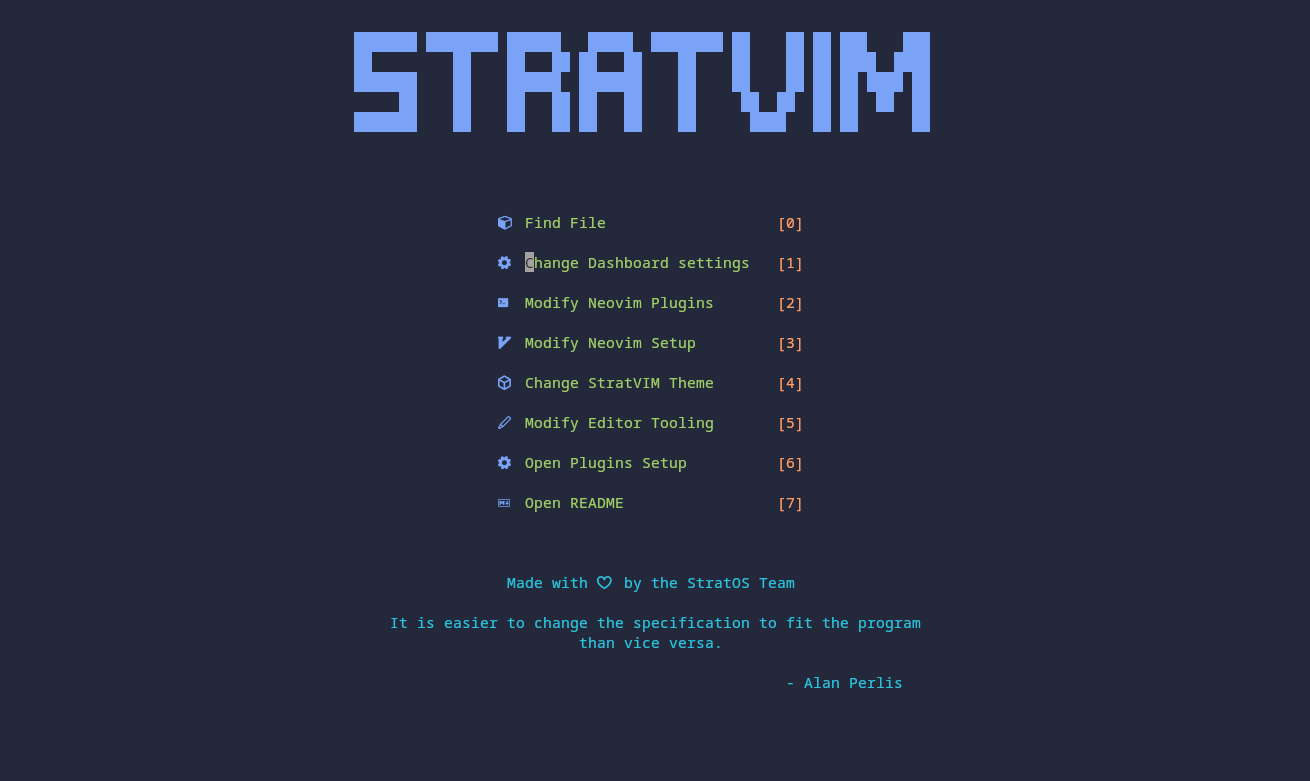 STRATVIM
Find File [0]
Change Dashboard settings [1]
Modify Neovim Plugins [2]
Modify Neovim Setup [3]
Change StratVIM Theme [4]
Modify Editor Tooling [5]
Open Plugins Setup [6]
Open README [7]
Made with ♡ by the StratOS Team
It is easier to change the specification to fit the program
than vice versa.
- Alan Perlis